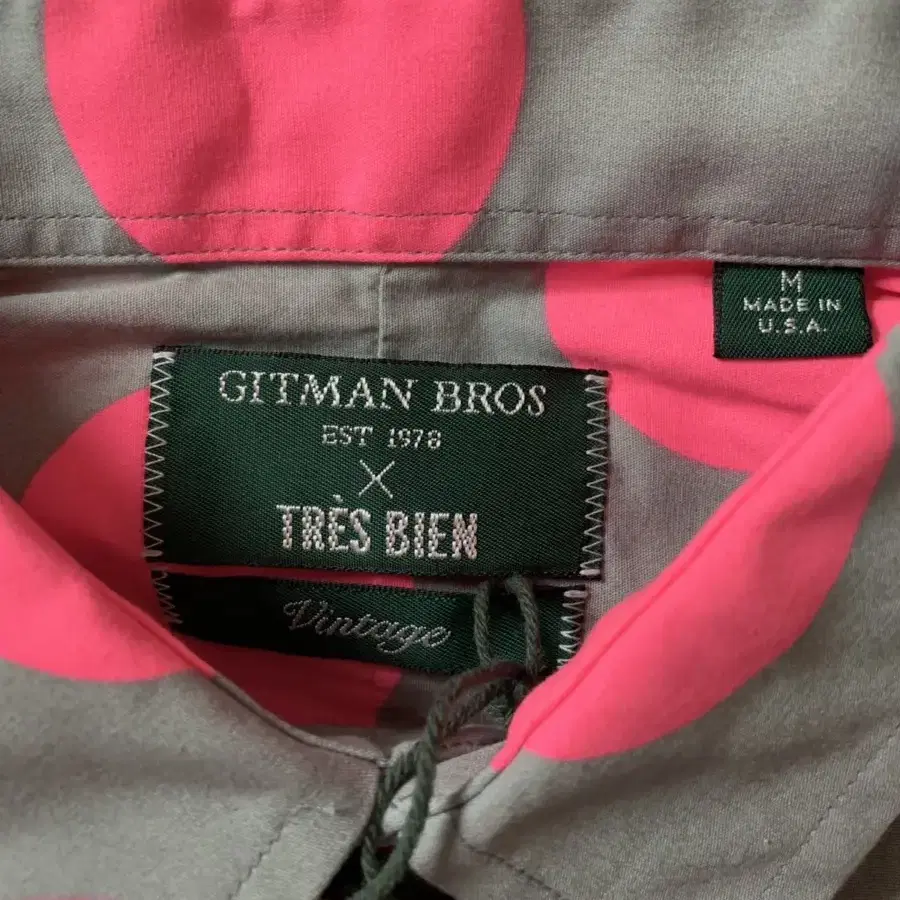 M
MADE IN
U.S.A.
GITMAN BROS
EST 1978
X
TRÈS BIEN
Vintage